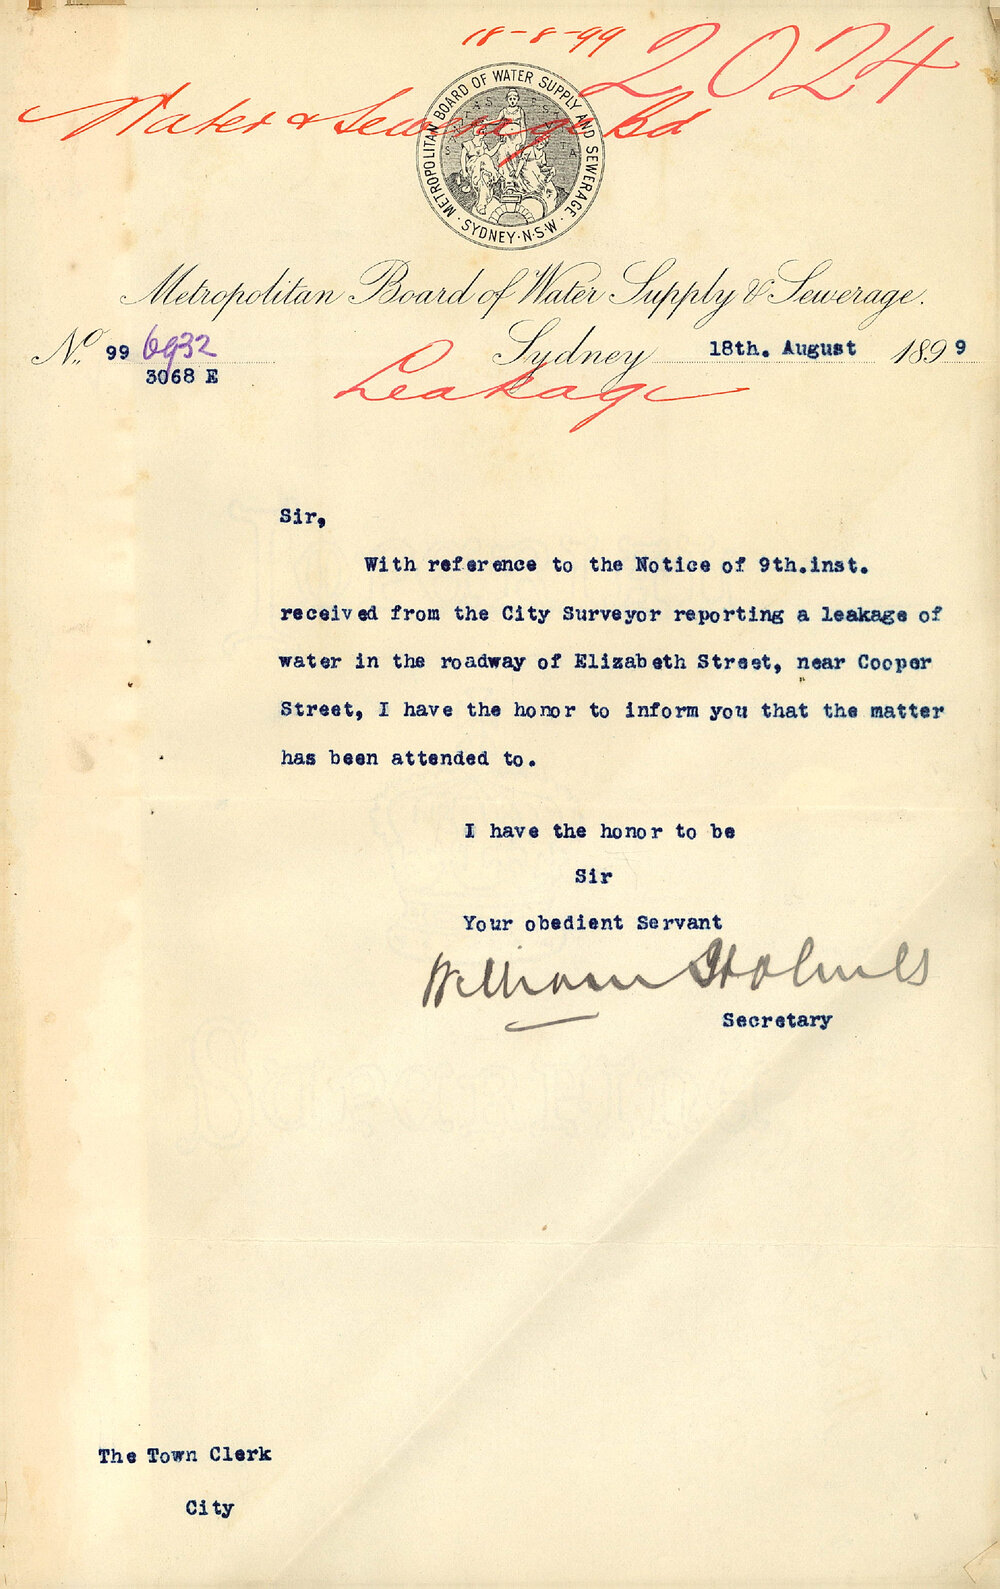 18-8-99
2024
Water & Sewerage Bd
METROPOLITAN BOARD OF WATER SUPPLY AND SEWERAGE
SYDNEY·N·S·W·
Metropolitan Board of Water Supply & Sewerage.
No. 99 6932 Sydney 18th. August 1899
3068 E
Leakage
Sir,
With reference to the Notice of 9th.inst.
received from the City Surveyor reporting a leakage of
water in the roadway of Elizabeth Street, near Cooper
Street, I have the honor to inform you that the matter
has been attended to.
I have the honor to be
Sir
Your obedient Servant
William Holmes
Secretary
The Town Clerk
City